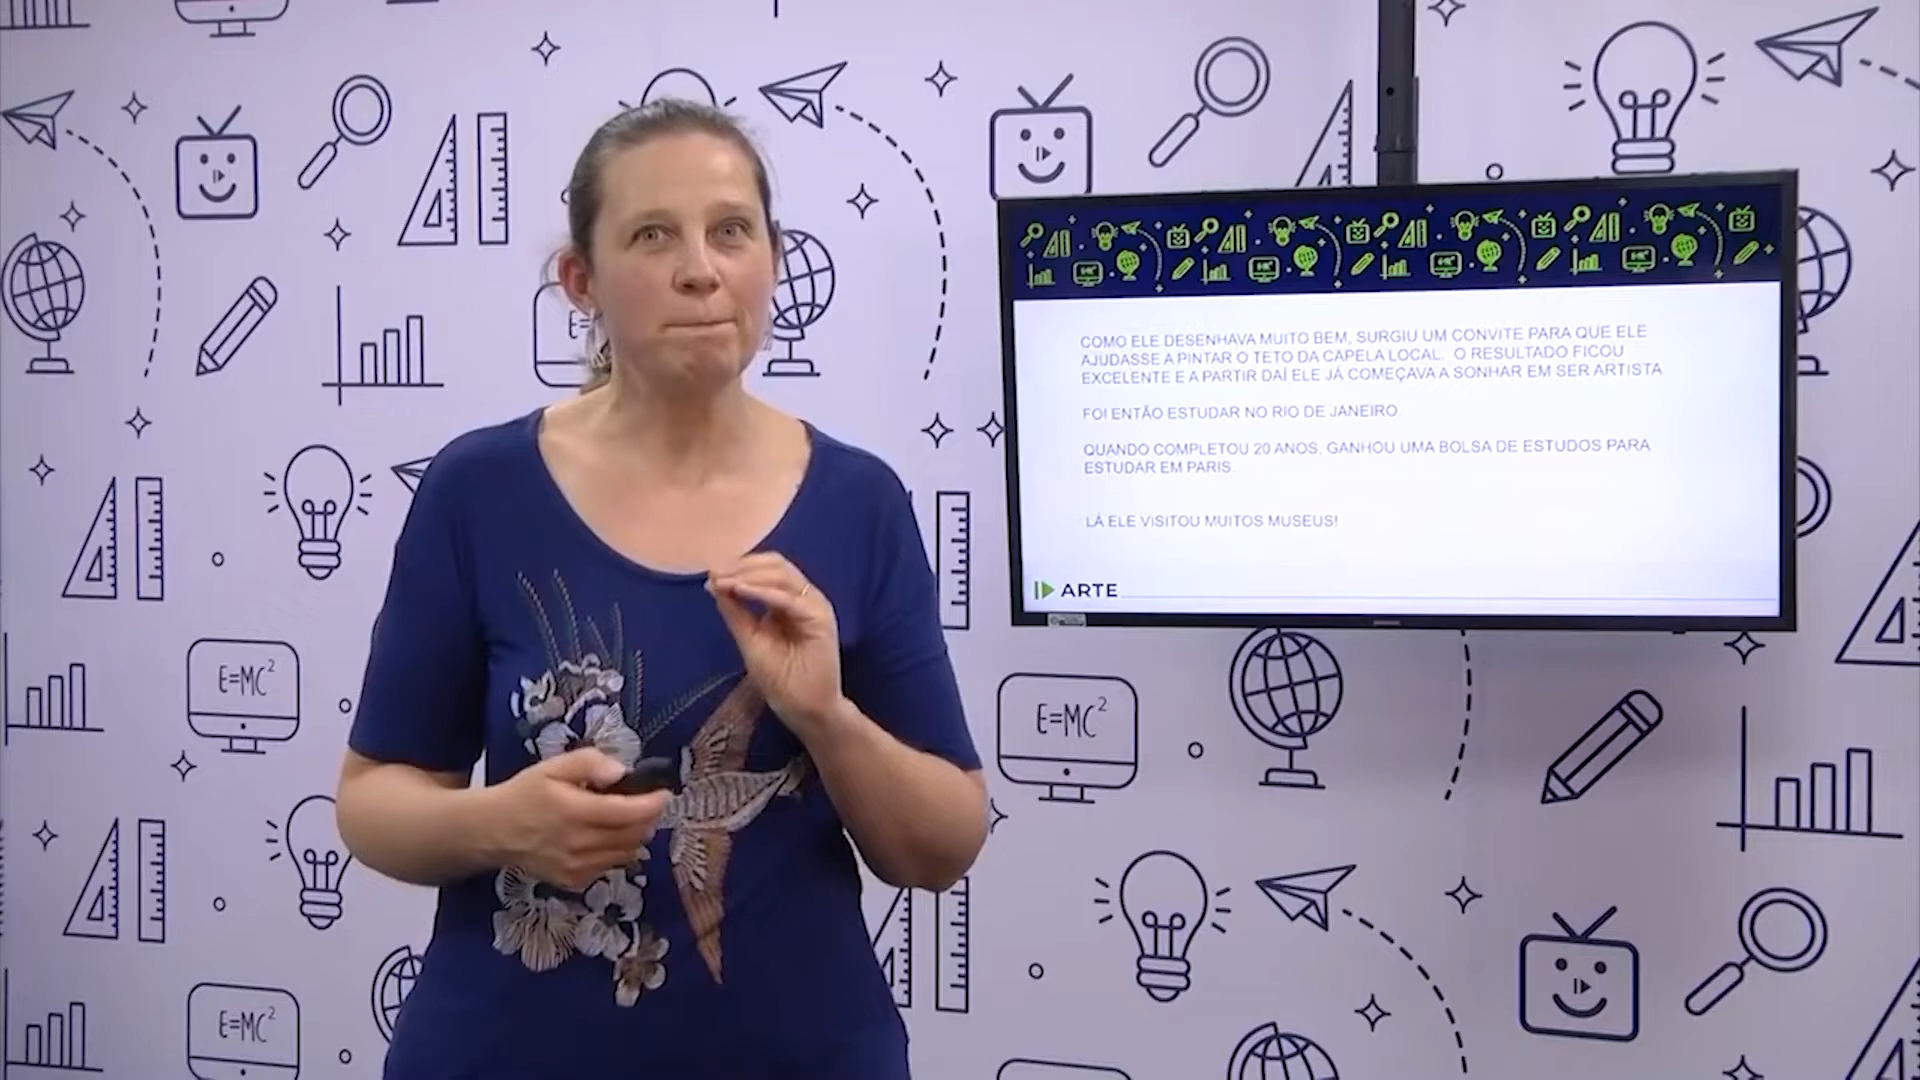 COMO ELE DESENHAVA MUITO BEM, SURGIU UM CONVITE PARA QUE ELE
AJUDASSE A PINTAR O TETO DA CAPELA LOCAL. O RESULTADO FICOU
EXCELENTE E A PARTIR DAÍ ELE JÁ COMEÇAVA A SONHAR EM SER ARTISTA
FOI ENTÃO ESTUDAR NO RIO DE JANEIRO.
QUANDO COMPLETOU 20 ANOS, GANHOU UMA BOLSA DE ESTUDOS PARA
ESTUDAR EM PARIS.
LÁ ELE VISITOU MUITOS MUSEUS!
ARTE
E=
E=MC²
E=MC²
E=MC²